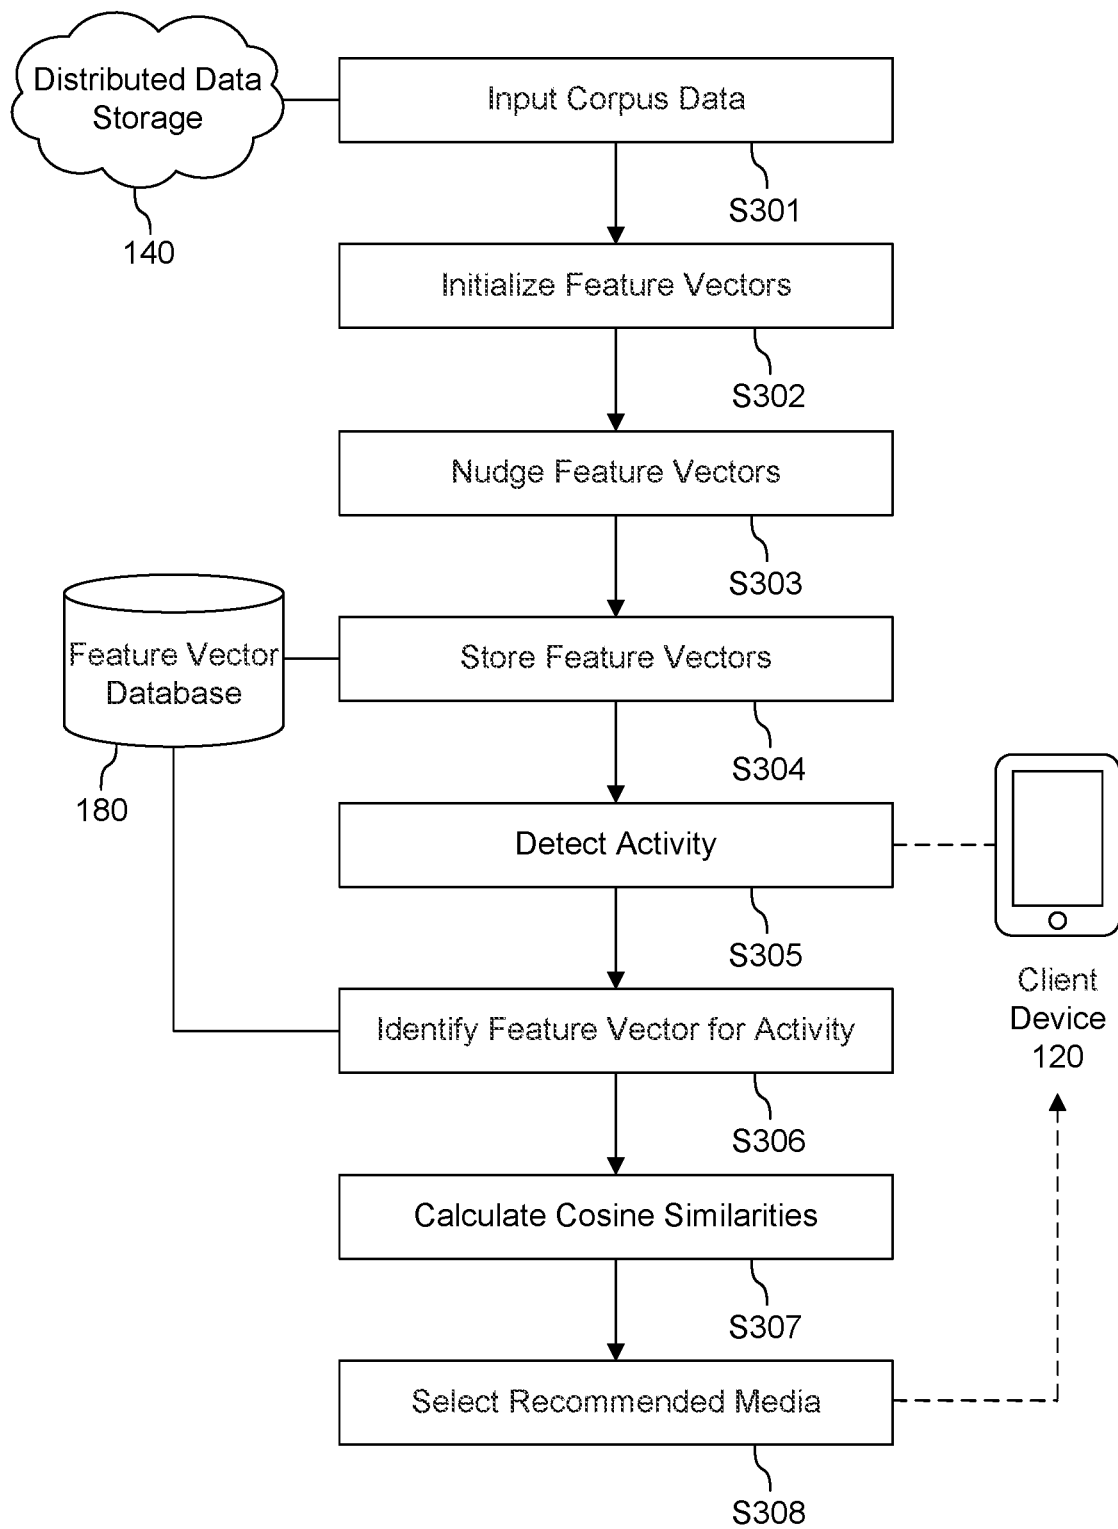 Distributed Data
Storage
140
Input Corpus Data
S301
Initialize Feature Vectors
S302
Nudge Feature Vectors
S303
Feature Vector
Database
180
Store Feature Vectors
S304
Detect Activity
S305
Client
Device
120
Identify Feature Vector for Activity
S306
Calculate Cosine Similarities
S307
Select Recommended Media
S308